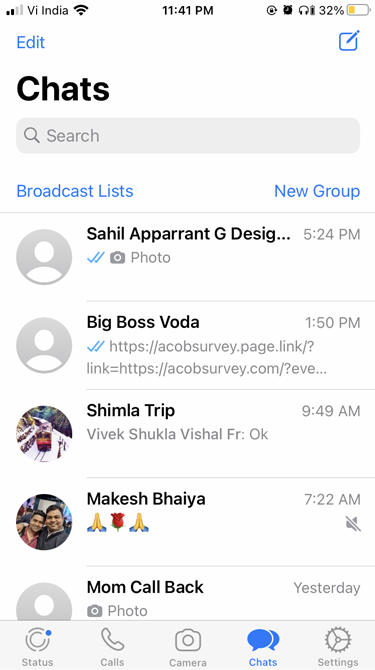 Vi India 11:41 PM 32%
Edit
Chats
Search
Broadcast Lists New Group
Sahil Apparrant G Desig... 5:24 PM
Photo
Big Boss Voda 1:50 PM
https://acobsurvey.page.link/?
link=https://acobsurvey.com/?eve...
Shimla Trip 9:49 AM
Vivek Shukla Vishal Fr: Ok
Makesh Bhaiya 7:22 AM
🙏🌹🙏
Mom Call Back Yesterday
Photo
Status Calls Camera Chats Settings